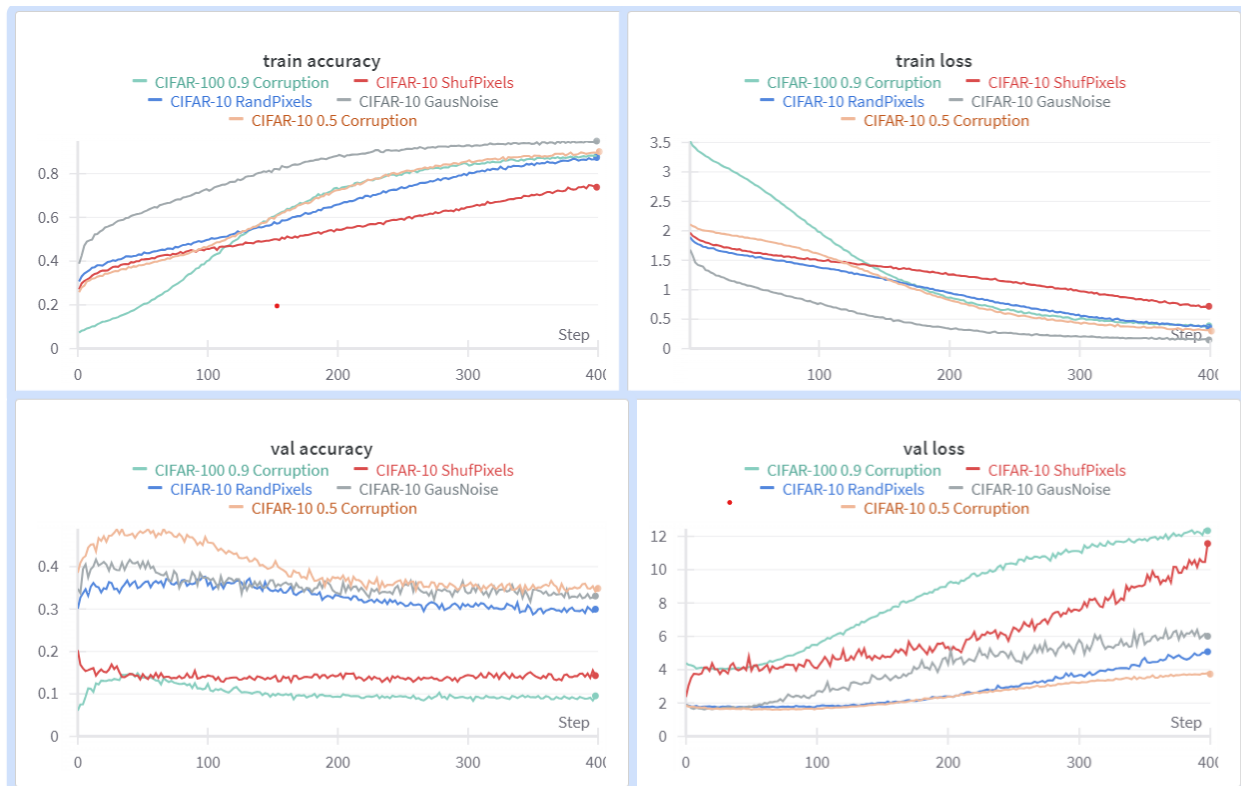 train accuracy
CIFAR-100 0.9 Corruption CIFAR-10 ShufPixels
CIFAR-10 RandPixels CIFAR-10 GausNoise
CIFAR-10 0.5 Corruption
0.8
0.6
0.4
0.2
0
Step
0 100 200 300 400
train loss
CIFAR-100 0.9 Corruption CIFAR-10 ShufPixels
CIFAR-10 RandPixels CIFAR-10 GausNoise
CIFAR-10 0.5 Corruption
3.5
3
2.5
2
1.5
1
0.5
0
Step
100 200 300 400
val accuracy
CIFAR-100 0.9 Corruption CIFAR-10 ShufPixels
CIFAR-10 RandPixels CIFAR-10 GausNoise
CIFAR-10 0.5 Corruption
0.4
0.3
0.2
0.1
0
Step
0 100 200 300 400
val loss
CIFAR-100 0.9 Corruption CIFAR-10 ShufPixels
CIFAR-10 RandPixels CIFAR-10 GausNoise
CIFAR-10 0.5 Corruption
12
10
8
6
4
2
0
Step
0 100 200 300 400